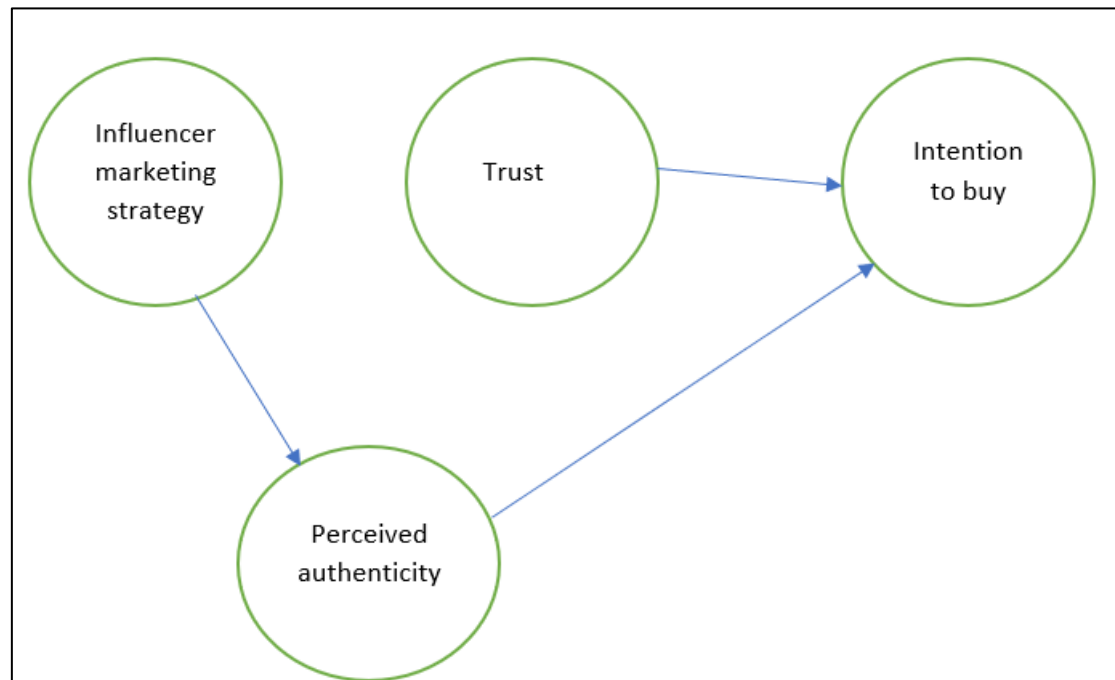 Influencer
marketing
strategy
Trust
Intention
to buy
Perceived
authenticity